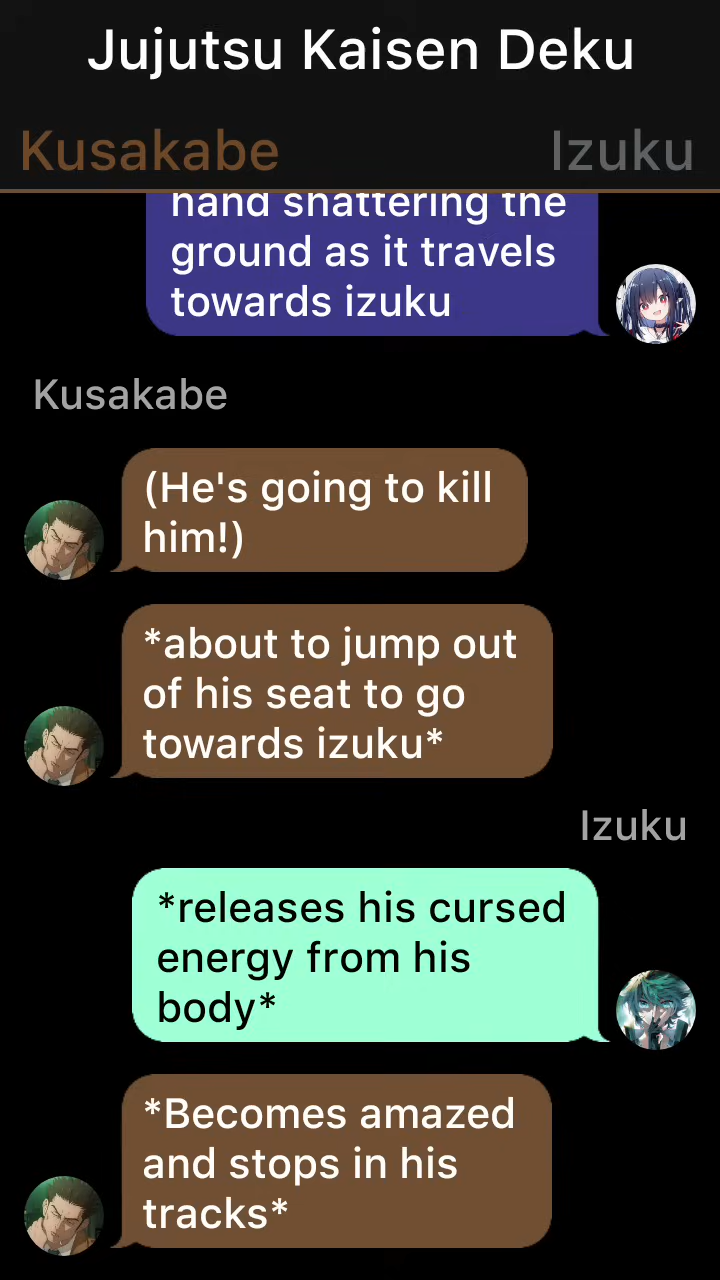 Jujutsu Kaisen Deku
Kusakabe
Izuku
hand shattering the
ground as it travels
towards izuku
Kusakabe
(He's going to kill
him!)
*about to jump out
of his seat to go
towards izuku*
Izuku
*releases his cursed
energy from his
body*
*Becomes amazed
and stops in his
tracks*